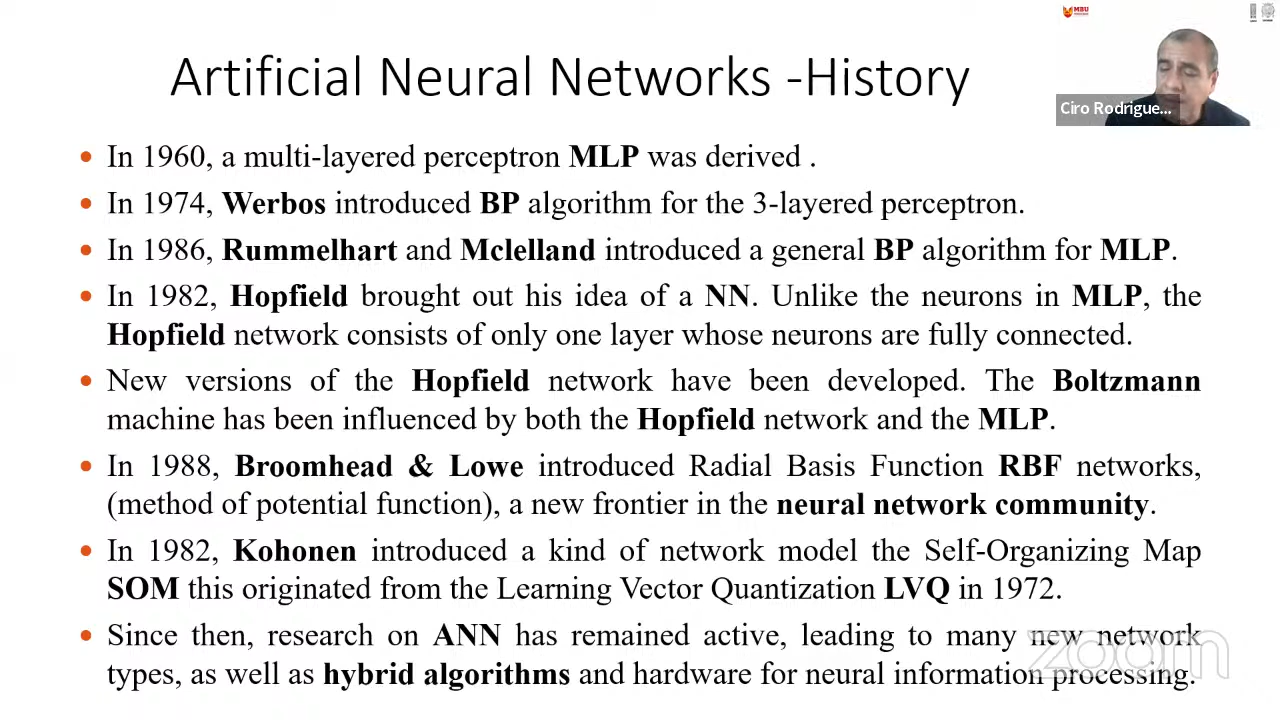 MBU
Artificial Neural Networks -History
Ciro Rodrigue...
• In 1960, a multi-layered perceptron MLP was derived .
• In 1974, Werbos introduced BP algorithm for the 3-layered perceptron.
• In 1986, Rummelhart and Mclelland introduced a general BP algorithm for MLP.
• In 1982, Hopfield brought out his idea of a NN. Unlike the neurons in MLP, the
Hopfield network consists of only one layer whose neurons are fully connected.
• New versions of the Hopfield network have been developed. The Boltzmann
machine has been influenced by both the Hopfield network and the MLP.
• In 1988, Broomhead & Lowe introduced Radial Basis Function RBF networks,
(method of potential function), a new frontier in the neural network community.
• In 1982, Kohonen introduced a kind of network model the Self-Organizing Map
SOM this originated from the Learning Vector Quantization LVQ in 1972.
• Since then, research on ANN has remained active, leading to many new network
types, as well as hybrid algorithms and hardware for neural information processing.
zoom